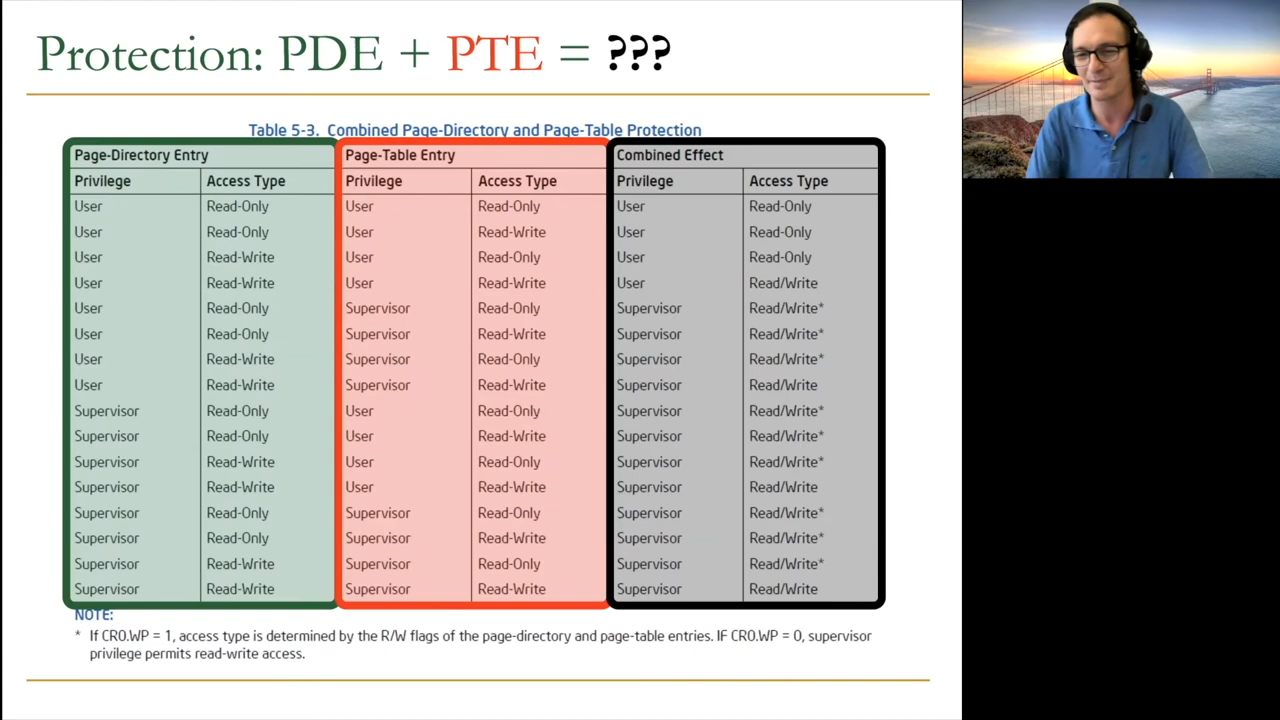 Protection: PDE + PTE = ???
Table 5-3. Combined Page-Directory and Page-Table Protection
Page-Directory Entry Page-Table Entry Combined Effect
Privilege Access Type Privilege Access Type Privilege Access Type
User Read-Only User Read-Only User Read-Only
User Read-Only User Read-Write User Read-Only
User Read-Write User Read-Only User Read-Only
User Read-Write User Read-Write User Read/Write
User Read-Only Supervisor Read-Only Supervisor Read/Write*
User Read-Only Supervisor Read-Write Supervisor Read/Write*
User Read-Write Supervisor Read-Only Supervisor Read/Write*
User Read-Write Supervisor Read-Write Supervisor Read/Write
Supervisor Read-Only User Read-Only Supervisor Read/Write*
Supervisor Read-Only User Read-Write Supervisor Read/Write*
Supervisor Read-Write User Read-Only Supervisor Read/Write*
Supervisor Read-Write User Read-Write Supervisor Read/Write
Supervisor Read-Only Supervisor Read-Only Supervisor Read/Write*
Supervisor Read-Only Supervisor Read-Write Supervisor Read/Write*
Supervisor Read-Write Supervisor Read-Only Supervisor Read/Write*
Supervisor Read-Write Supervisor Read-Write Supervisor Read/Write
NOTE:
* If CR0.WP = 1, access type is determined by the R/W flags of the page-directory and page-table entries. IF CR0.WP = 0, supervisor
privilege permits read-write access.